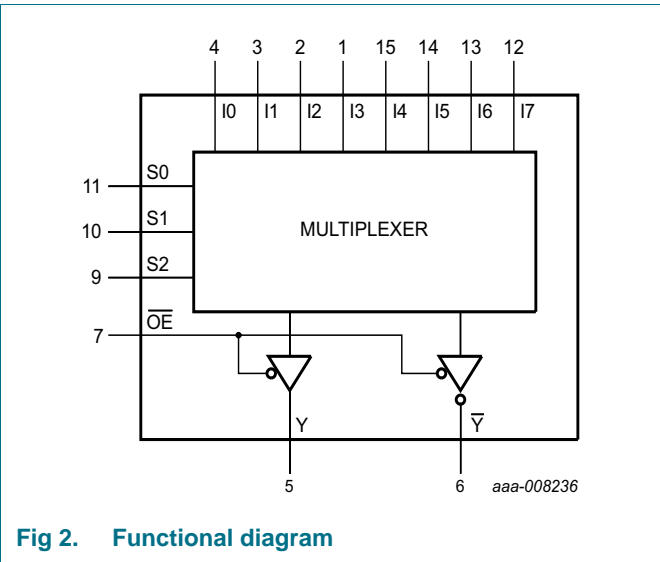 4 3 2 1 15 14 13 12
I0 I1 I2 I3 I4 I5 I6 I7
11 S0
10 S1
MULTIPLEXER
9 S2
7 O̅E̅
Y Y̅
5 6 aaa-008236
Fig 2. Functional diagram